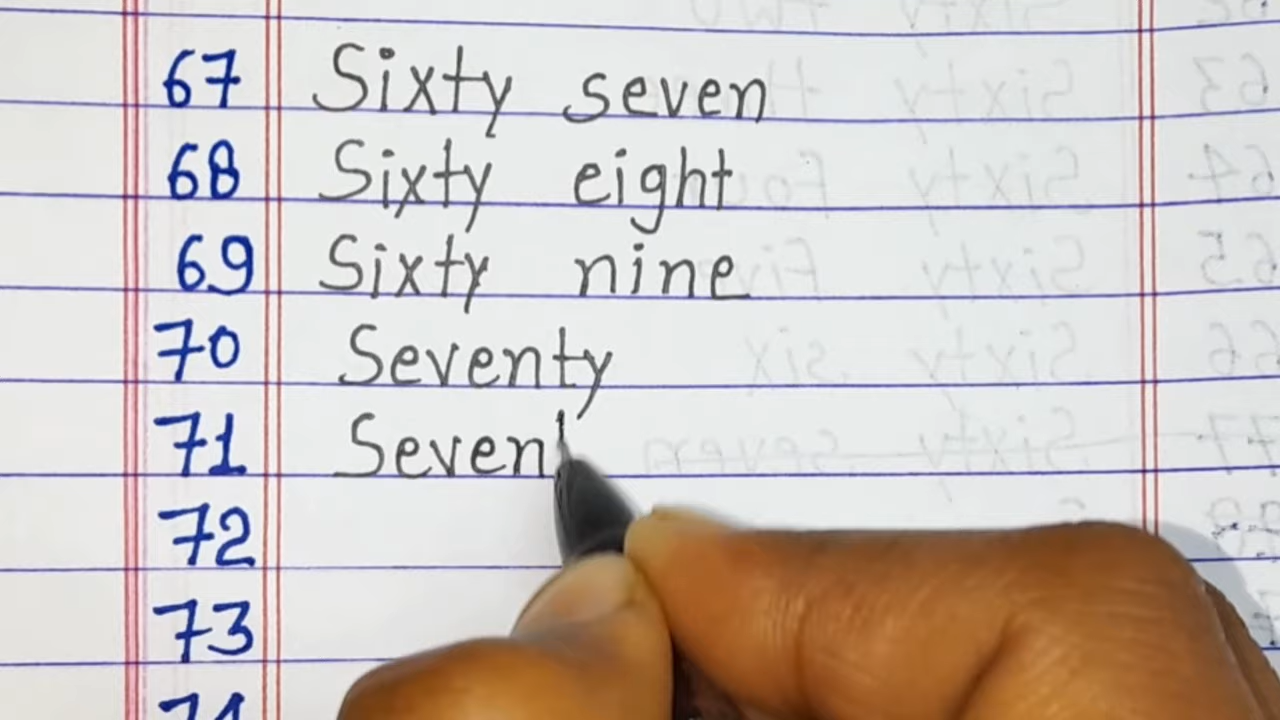 67 Sixty seven
68 Sixty eight
69 Sixty nine
70 Seventy
71 Seven
72
73